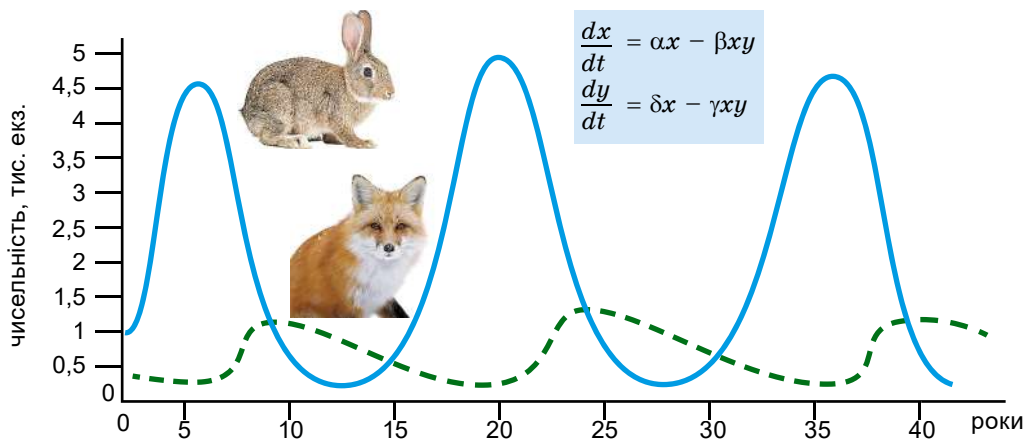 dx/dt = αx − βxy
dy/dt = δx − γxy
чисельність, тис. екз.
5
4,5
4
3,5
3
2,5
2
1,5
1
0,5
0
0 5 10 15 20 25 30 35 40 роки